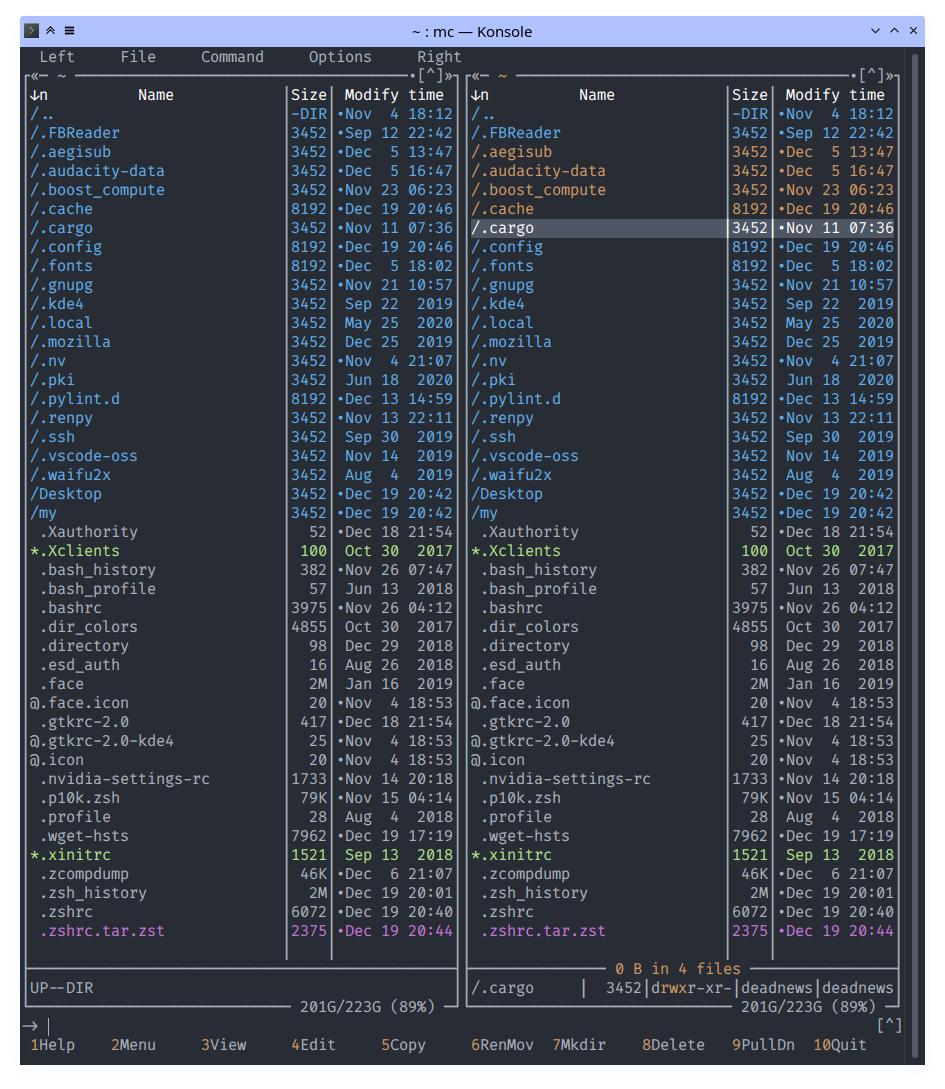 ~ : mc — Konsole
Left File Command Options Right
«— ~ •[^]» «— ~ •[^]»
↓n Name |Size| Modify time ↓n Name |Size| Modify time
/.. |-DIR|•Nov 4 18:12 /.. |-DIR|•Nov 4 18:12
/.FBReader |3452|•Sep 12 22:42 /.FBReader |3452|•Sep 12 22:42
/.aegisub |3452|•Dec 5 13:47 /.aegisub |3452|•Dec 5 13:47
/.audacity-data |3452|•Dec 5 16:47 /.audacity-data |3452|•Dec 5 16:47
/.boost_compute |3452|•Nov 23 06:23 /.boost_compute |3452|•Nov 23 06:23
/.cache |8192|•Dec 19 20:46 /.cache |8192|•Dec 19 20:46
/.cargo |3452|•Nov 11 07:36 /.cargo |3452|•Nov 11 07:36
/.config |8192|•Dec 19 20:46 /.config |8192|•Dec 19 20:46
/.fonts |8192|•Dec 5 18:02 /.fonts |8192|•Dec 5 18:02
/.gnupg |3452|•Nov 21 10:57 /.gnupg |3452|•Nov 21 10:57
/.kde4 |3452| Sep 22 2019 /.kde4 |3452| Sep 22 2019
/.local |3452| May 25 2020 /.local |3452| May 25 2020
/.mozilla |3452| Dec 25 2019 /.mozilla |3452| Dec 25 2019
/.nv |3452|•Nov 4 21:07 /.nv |3452|•Nov 4 21:07
/.pki |3452| Jun 18 2020 /.pki |3452| Jun 18 2020
/.pylint.d |8192|•Dec 13 14:59 /.pylint.d |8192|•Dec 13 14:59
/.renpy |3452|•Nov 13 22:11 /.renpy |3452|•Nov 13 22:11
/.ssh |3452| Sep 30 2019 /.ssh |3452| Sep 30 2019
/.vscode-oss |3452| Nov 14 2019 /.vscode-oss |3452| Nov 14 2019
/.waifu2x |3452| Aug 4 2019 /.waifu2x |3452| Aug 4 2019
/Desktop |3452|•Dec 19 20:42 /Desktop |3452|•Dec 19 20:42
/my |3452|•Dec 19 20:42 /my |3452|•Dec 19 20:42
.Xauthority | 52|•Dec 18 21:54 .Xauthority | 52|•Dec 18 21:54
*.Xclients | 100| Oct 30 2017 *.Xclients | 100| Oct 30 2017
.bash_history | 382|•Nov 26 07:47 .bash_history | 382|•Nov 26 07:47
.bash_profile | 57| Jun 13 2018 .bash_profile | 57| Jun 13 2018
.bashrc |3975|•Nov 26 04:12 .bashrc |3975|•Nov 26 04:12
.dir_colors |4855| Oct 30 2017 .dir_colors |4855| Oct 30 2017
.directory | 98| Dec 29 2018 .directory | 98| Dec 29 2018
.esd_auth | 16| Aug 26 2018 .esd_auth | 16| Aug 26 2018
.face | 2M| Jan 16 2019 .face | 2M| Jan 16 2019
@.face.icon | 20|•Nov 4 18:53 @.face.icon | 20|•Nov 4 18:53
.gtkrc-2.0 | 417|•Dec 18 21:54 .gtkrc-2.0 | 417|•Dec 18 21:54
@.gtkrc-2.0-kde4 | 25|•Nov 4 18:53 @.gtkrc-2.0-kde4 | 25|•Nov 4 18:53
@.icon | 20|•Nov 4 18:53 @.icon | 20|•Nov 4 18:53
.nvidia-settings-rc |1733|•Nov 14 20:18 .nvidia-settings-rc |1733|•Nov 14 20:18
.p10k.zsh | 79K|•Nov 15 04:14 .p10k.zsh | 79K|•Nov 15 04:14
.profile | 28| Aug 4 2018 .profile | 28| Aug 4 2018
.wget-hsts |7962|•Dec 19 17:19 .wget-hsts |7962|•Dec 19 17:19
*.xinitrc |1521| Sep 13 2018 *.xinitrc |1521| Sep 13 2018
.zcompdump | 46K|•Dec 6 21:07 .zcompdump | 46K|•Dec 6 21:07
.zsh_history | 2M|•Dec 19 20:01 .zsh_history | 2M|•Dec 19 20:01
.zshrc |6072|•Dec 19 20:40 .zshrc |6072|•Dec 19 20:40
.zshrc.tar.zst |2375|•Dec 19 20:44 .zshrc.tar.zst |2375|•Dec 19 20:44
0 B in 4 files
UP--DIR /.cargo | 3452|drwxr-xr-|deadnews|deadnews
201G/223G (89%) 201G/223G (89%)
→ [^]
1Help 2Menu 3View 4Edit 5Copy 6RenMov 7Mkdir 8Delete 9PullDn 10Quit